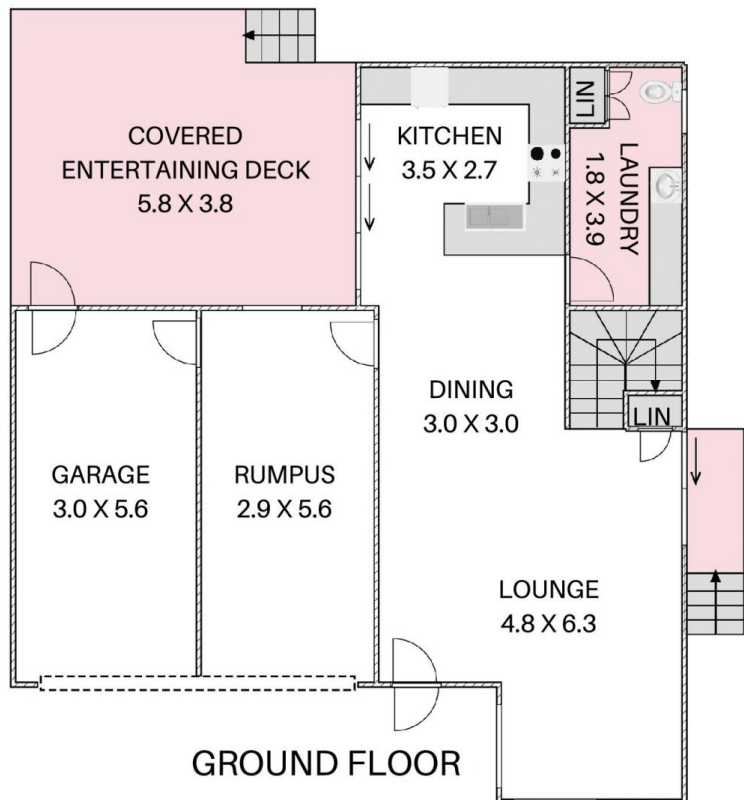 COVERED
ENTERTAINING DECK
5.8 X 3.8
KITCHEN
3.5 X 2.7
LIN
LAUNDRY
1.8 X 3.9
DINING
3.0 X 3.0
LIN
GARAGE
3.0 X 5.6
RUMPUS
2.9 X 5.6
LOUNGE
4.8 X 6.3
GROUND FLOOR